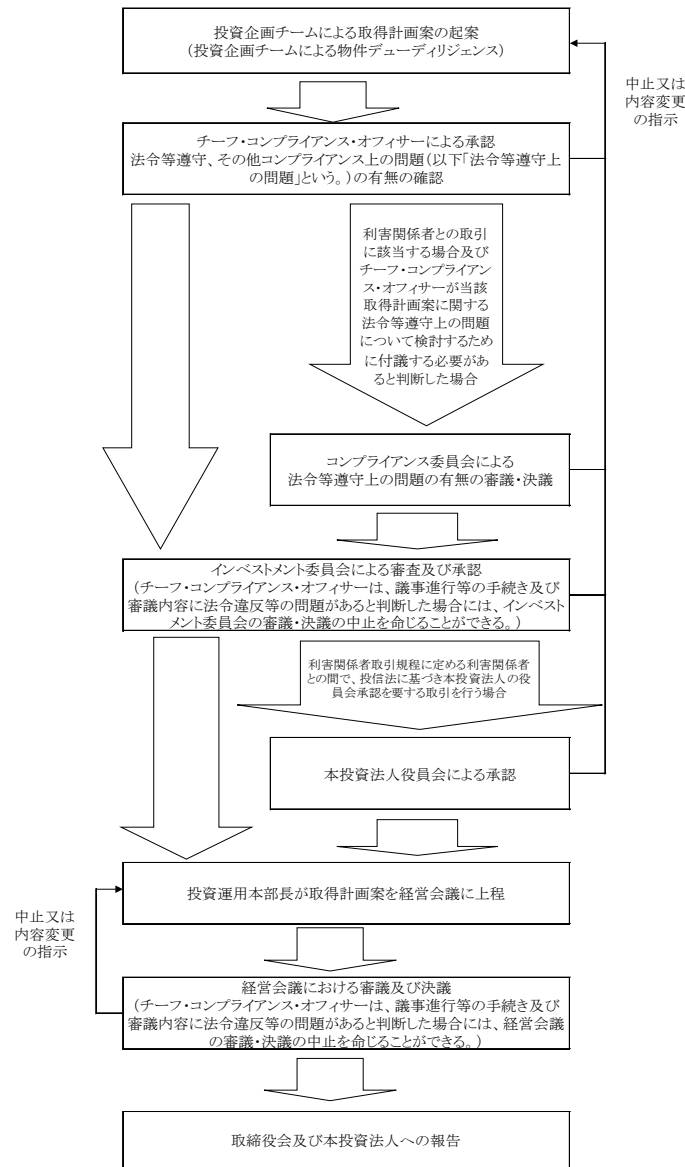 投資企画チームによる取得計画案の起案
(投資企画チームによる物件デューディリジェンス)
中止又は
内容変更
の指示
チーフ・コンプライアンス・オフィサーによる承認
法令等遵守、その他コンプライアンス上の問題(以下「法令等遵守上
の問題」という。)の有無の確認
利害関係者との取引
に該当する場合及び
チーフ・コンプライアン
ス・オフィサーが当該
取得計画案に関する
法令等遵守上の問題
について検討するため
に付議する必要があ
ると判断した場合
コンプライアンス委員会による
法令等遵守上の問題の有無の審議・決議
インベストメント委員会による審査及び承認
(チーフ・コンプライアンス・オフィサーは、議事進行等の手続き及び
審議内容に法令違反等の問題があると判断した場合には、インベスト
メント委員会の審議・決議の中止を命じることができる。)
利害関係者取引規程に定める利害関係者
との間で、投信法に基づき本投資法人の役
員会承認を要する取引を行う場合
本投資法人役員会による承認
投資運用本部長が取得計画案を経営会議に上程
中止又は
内容変更
の指示
経営会議における審議及び決議
(チーフ・コンプライアンス・オフィサーは、議事進行等の手続き及び
審議内容に法令違反等の問題があると判断した場合には、経営会議
の審議・決議の中止を命じることができる。)
取締役会及び本投資法人への報告